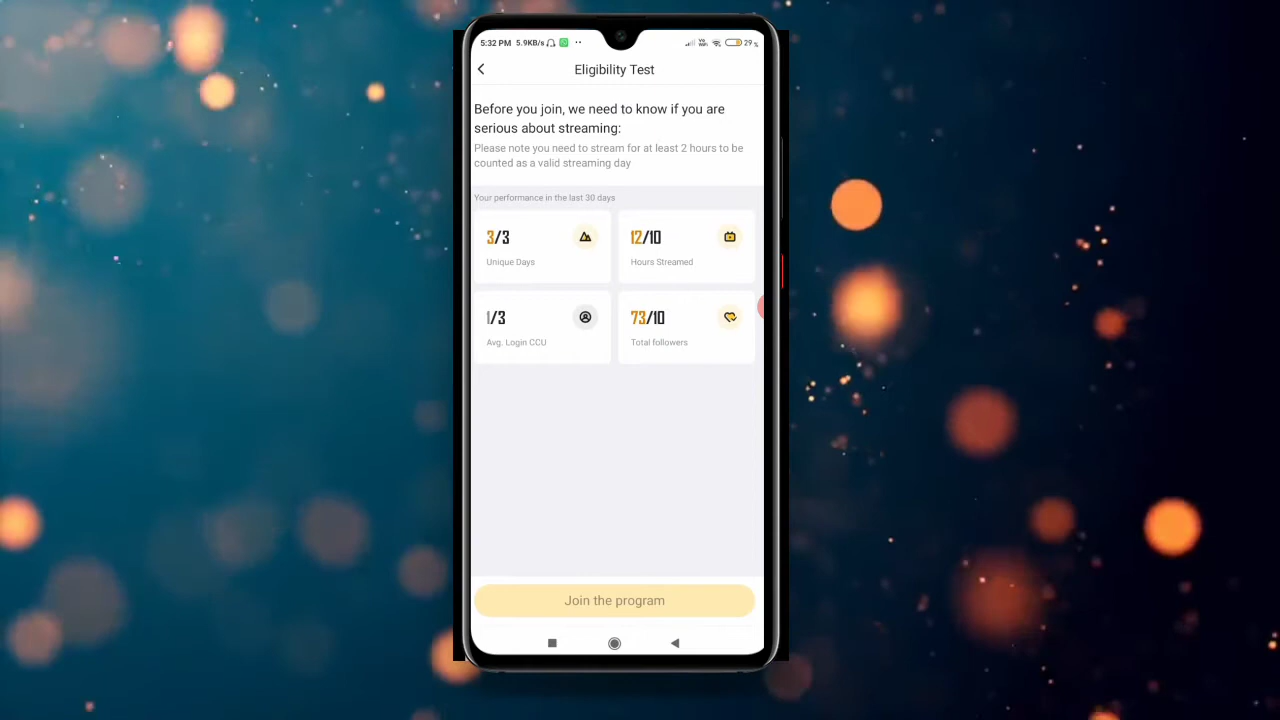 5:32 PM 5.9KB/s
29
Eligibility Test
Before you join, we need to know if you are
serious about streaming:
Please note you need to stream for at least 2 hours to be
counted as a valid streaming day
Your performance in the last 30 days
3/3
Unique Days
12/10
Hours Streamed
1/3
Avg. Login CCU
73/10
Total followers
Join the program